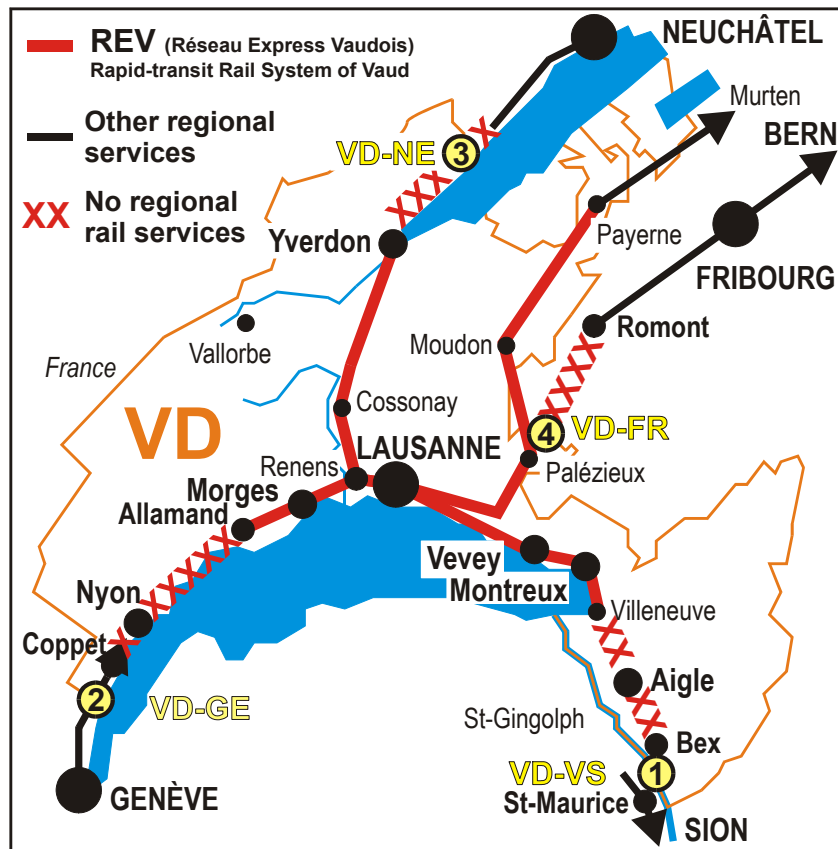 REV (Réseau Express Vaudois)
Rapid-transit Rail System of Vaud
Other regional
services
XX No regional
rail services
NEUCHÂTEL
Murten
BERN
VD-NE 3
Payerne
Yverdon
FRIBOURG
Romont
Vallorbe
Moudon
France
Cossonay
4 VD-FR
VD
LAUSANNE
Renens
Palézieux
Morges
Allamand
Vevey
Montreux
Nyon
Villeneuve
Coppet
Aigle
2 VD-GE
St-Gingolph
Bex
VD-VS 1
GENÈVE
St-Maurice
SION